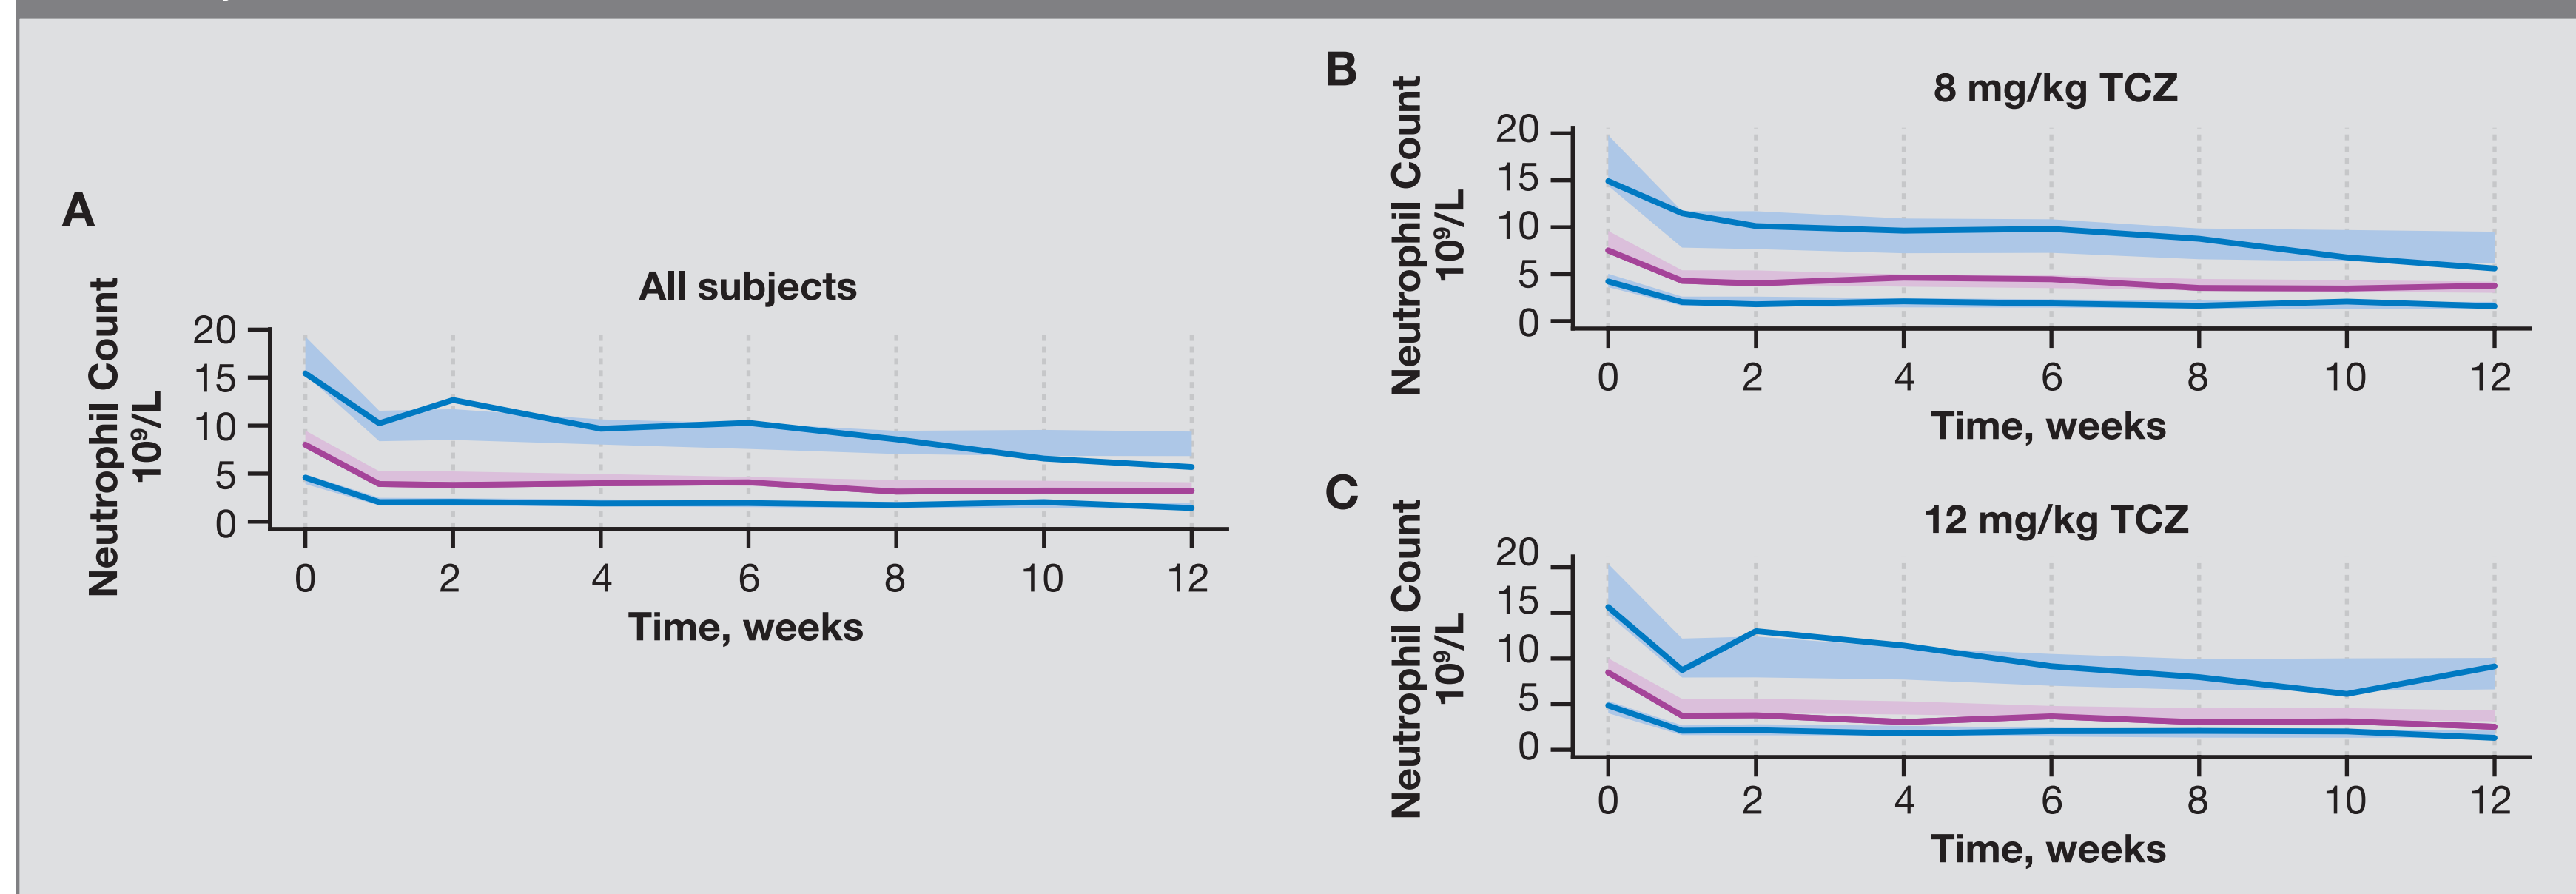 A
All subjects
Neutrophil Count
10⁹/L
20
15
10
5
0
0 2 4 6 8 10 12
Time, weeks
B
8 mg/kg TCZ
Neutrophil Count
10⁹/L
20
15
10
5
0
0 2 4 6 8 10 12
Time, weeks
C
12 mg/kg TCZ
Neutrophil Count
10⁹/L
20
15
10
5
0
0 2 4 6 8 10 12
Time, weeks